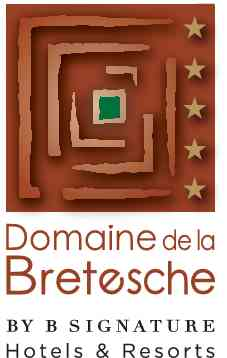 Domaine de la
Bretesche
BY B SIGNATURE
Hotels & Resorts